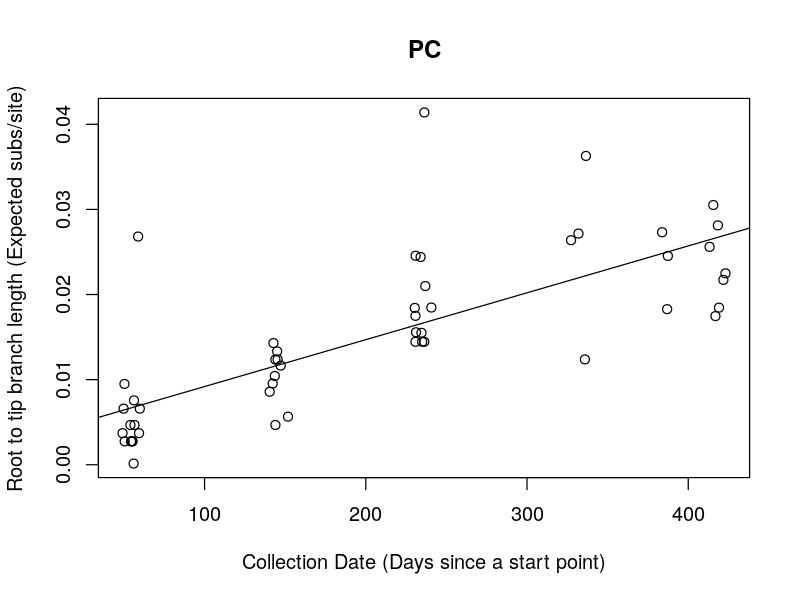 PC
Root to tip branch length (Expected subs/site)
0.04
0.03
0.02
0.01
0.00
100 200 300 400
Collection Date (Days since a start point)